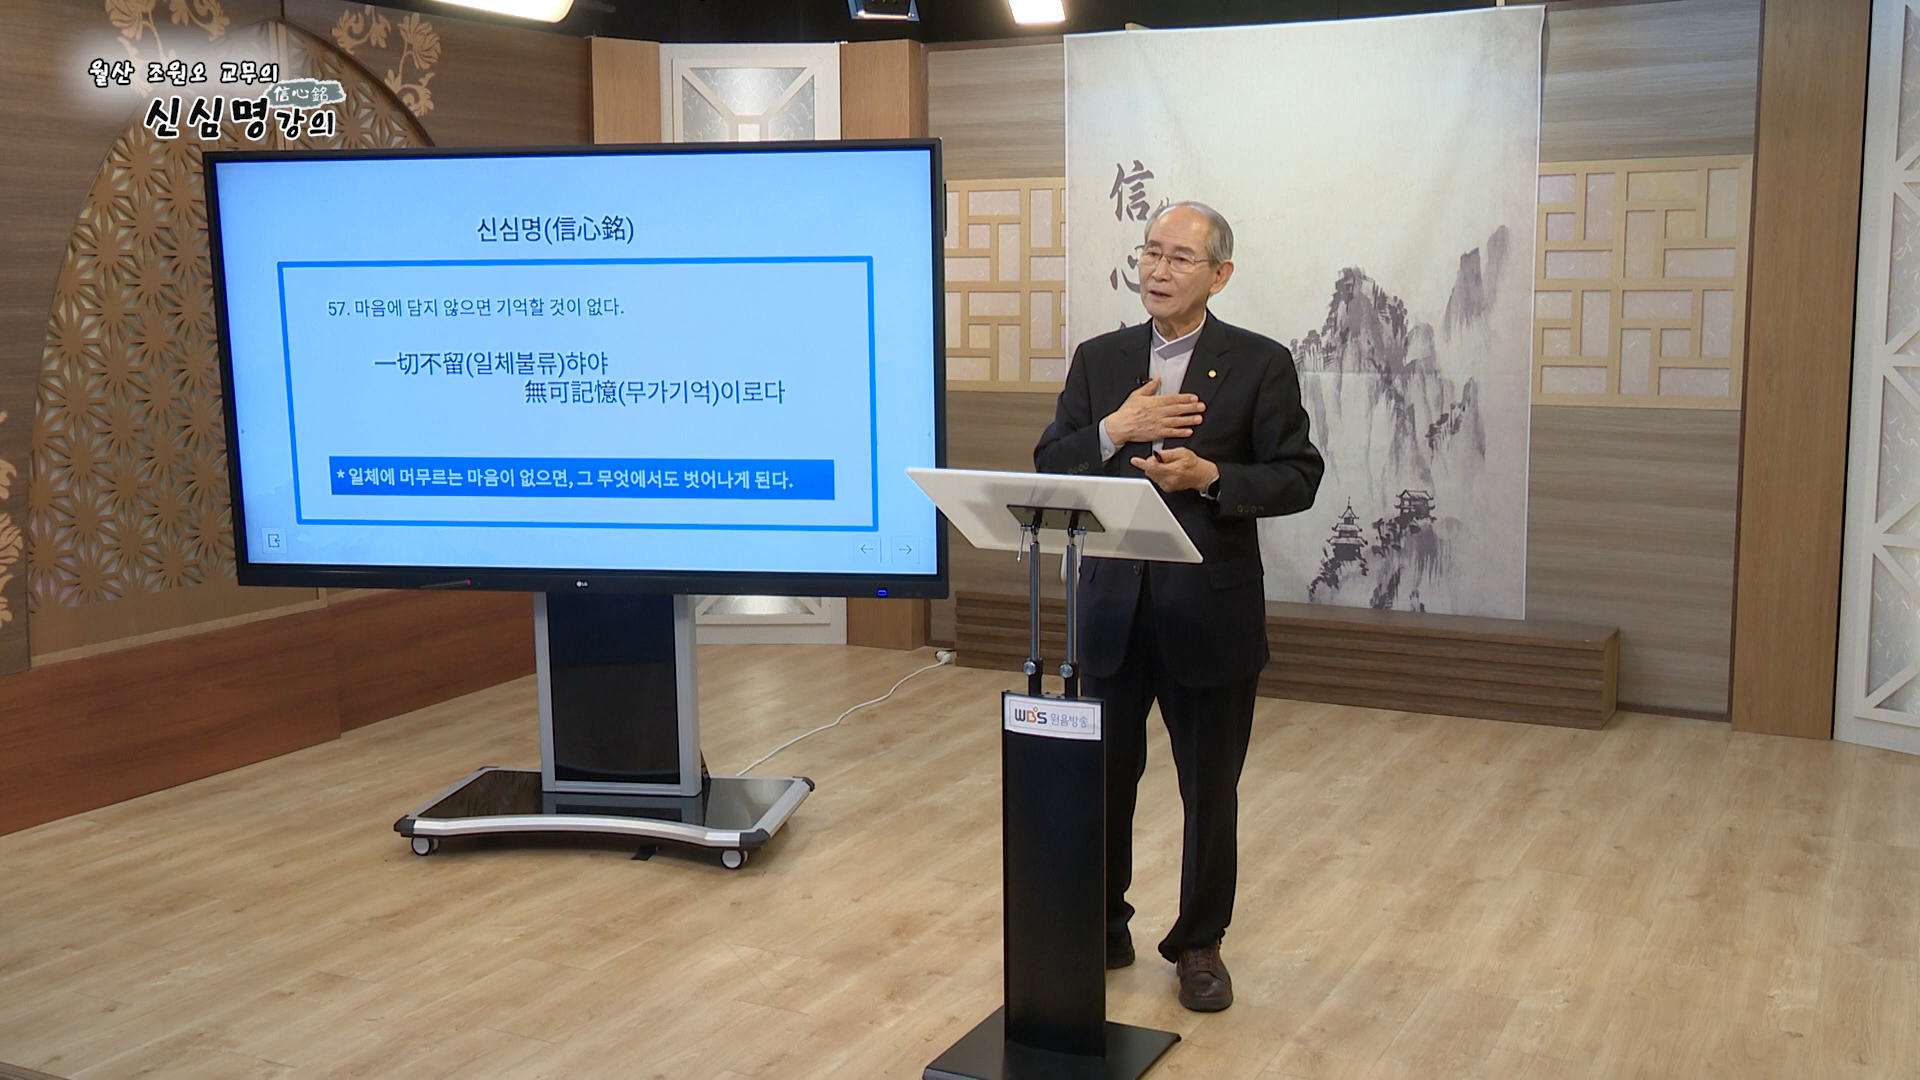 월산 조원오 교무의
신심명 信心銘 강의
신심명(信心銘)
57. 마음에 담지 않으면 기억할 것이 없다.
一切不留(일체불류)햐야
無可記憶(무가기억)이로다
* 일체에 머무르는 마음이 없으면, 그 무엇에서도 벗어나게 된다.
LG
信
心
WBS 원음방송